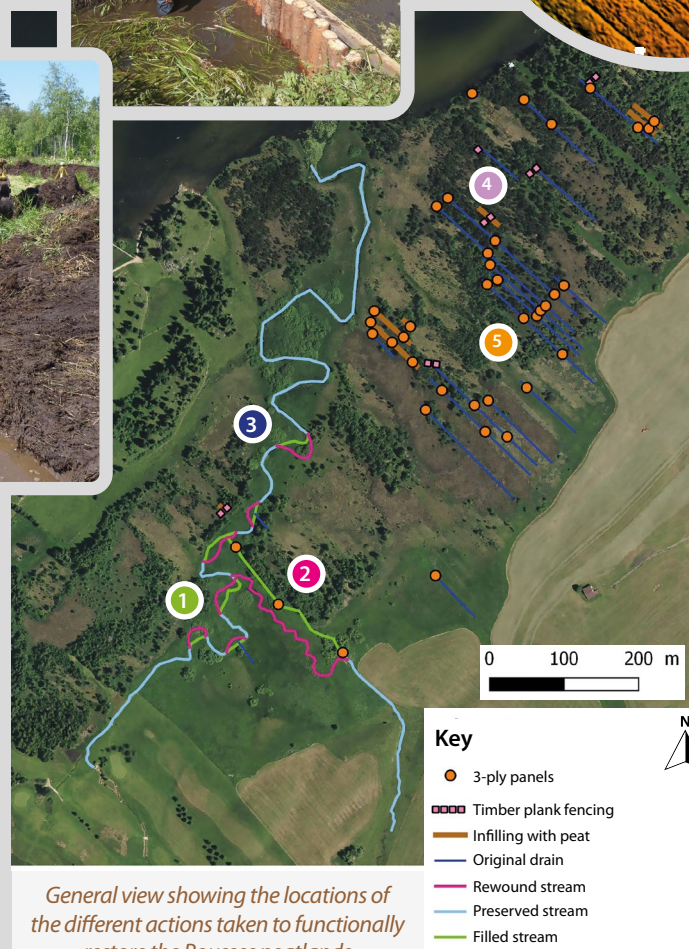 4
5
3
2
1
0 100 200 m
Key
N
3-ply panels
Timber plank fencing
Infilling with peat
Original drain
Rewound stream
Preserved stream
Filled stream
General view showing the locations of
the different actions taken to functionally